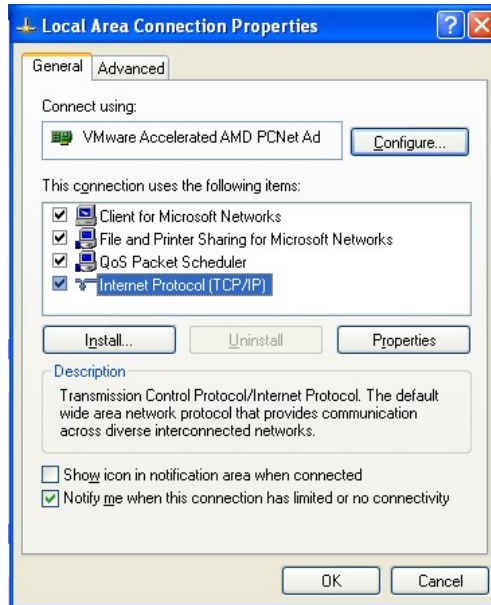 Local Area Connection Properties
General
Advanced
Connect using:
VMware Accelerated AMD PCNet Ad
Configure...
This connection uses the following items:
Client for Microsoft Networks
File and Printer Sharing for Microsoft Networks
QoS Packet Scheduler
Internet Protocol (TCP/IP)
Install...
Uninstall
Properties
Description
Transmission Control Protocol/Internet Protocol. The default
wide area network protocol that provides communication
across diverse interconnected networks.
Show icon in notification area when connected
Notify me when this connection has limited or no connectivity
OK
Cancel